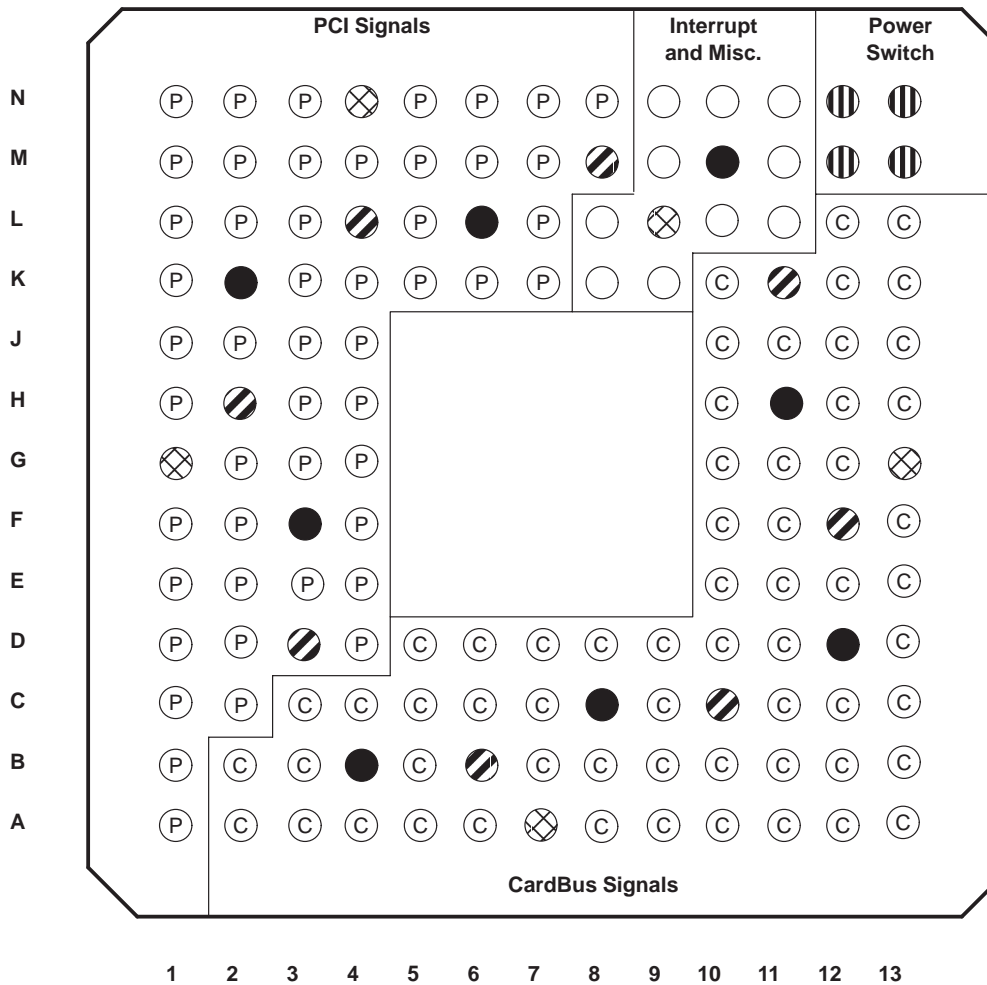 PCI Signals Interrupt and Misc. Power Switch
N P P P P P P P
M P P P P P P P
L P P P P P C C
K P P P P P P C C C
J P P P P C C C C
H P P P C C C
G P P P C C C
F P P P C C C
E P P P P C C C C
D P P P C C C C C C C C
C P P C C C C C C C C C
B P C C C C C C C C C C
A P C C C C C C C C C C C
CardBus Signals
1 2 3 4 5 6 7 8 9 10 11 12 13